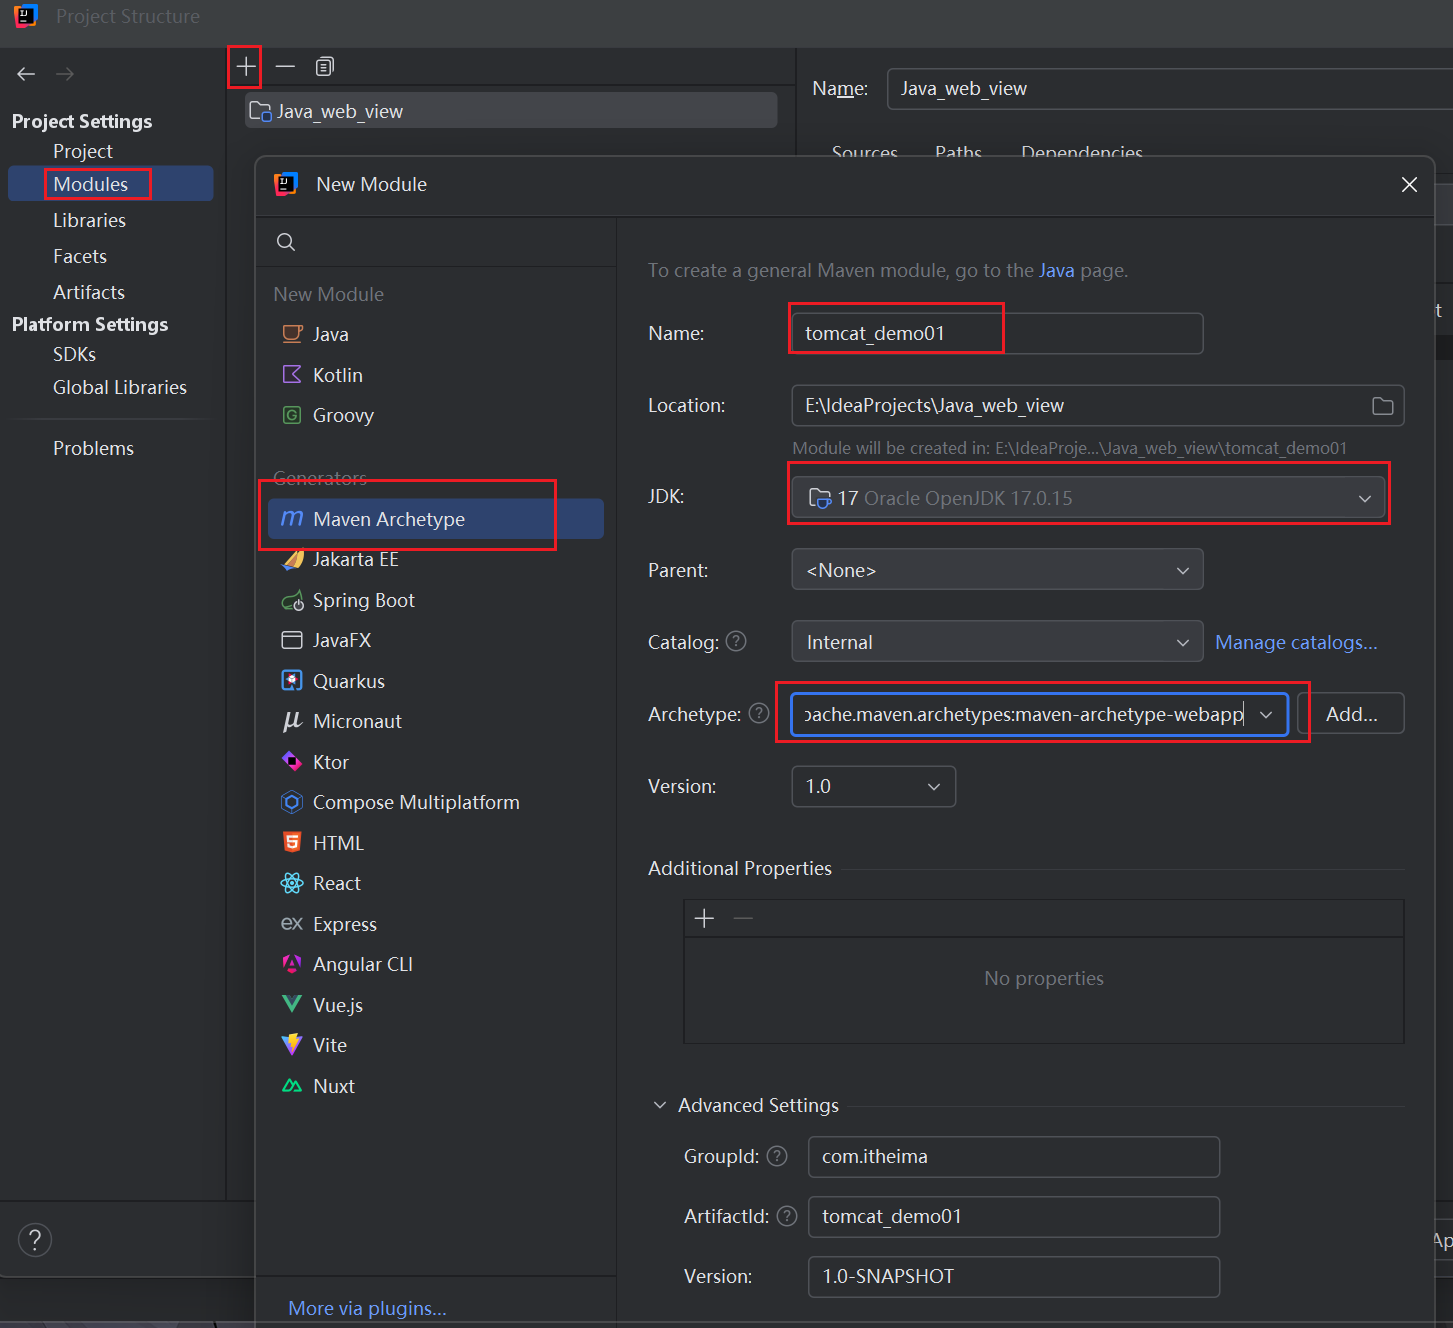 Project Structure
Project Settings
Project
Modules
Libraries
Facets
Artifacts
Platform Settings
SDKs
Global Libraries
Problems
Java_web_view
Name: Java_web_view
Sources Paths Dependencies
New Module
New Module
Java
Kotlin
Groovy
Generators
Maven Archetype
Jakarta EE
Spring Boot
JavaFX
Quarkus
Micronaut
Ktor
Compose Multiplatform
HTML
React
Express
Angular CLI
Vue.js
Vite
Nuxt
More via plugins...
To create a general Maven module, go to the Java page.
Name: tomcat_demo01
Location: E:\IdeaProjects\Java_web_view
Module will be created in: E:\IdeaProje...\Java_web_view\tomcat_demo01
JDK: 17 Oracle OpenJDK 17.0.15
Parent: <None>
Catalog: ? Internal Manage catalogs...
Archetype: ? pache.maven.archetypes:maven-archetype-webapp Add...
Version: 1.0
Additional Properties
No properties
Advanced Settings
GroupId: ? com.itheima
ArtifactId: ? tomcat_demo01
Version: 1.0-SNAPSHOT
?
t
Ap